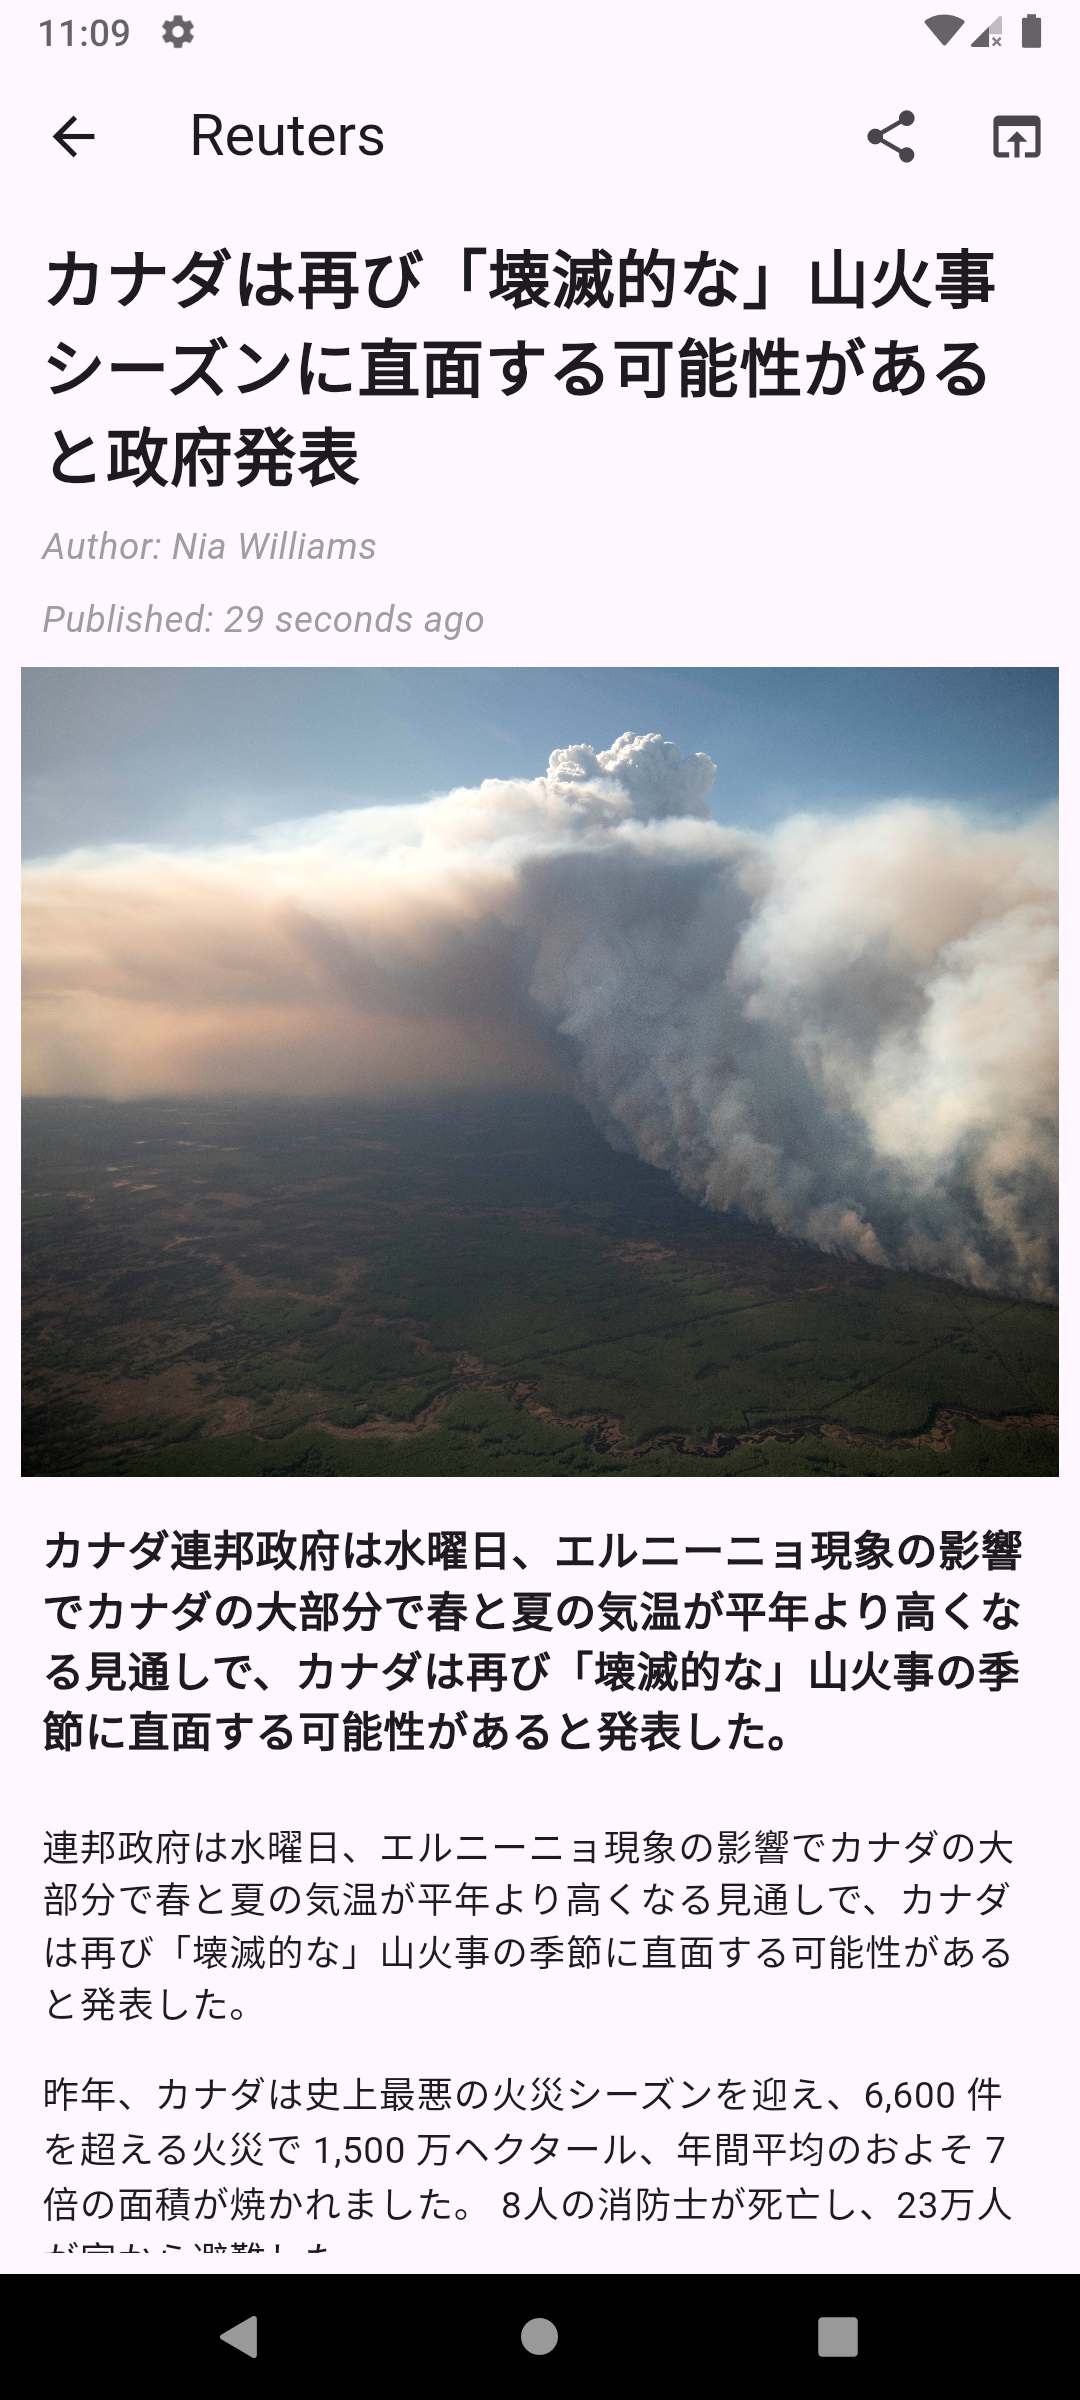 11:09
Reuters
カナダは再び「壊滅的な」山火事
シーズンに直面する可能性がある
と政府発表
Author: Nia Williams
Published: 29 seconds ago
カナダ連邦政府は水曜日、エルニーニョ現象の影響
でカナダの大部分で春と夏の気温が平年より高くな
る見通しで、カナダは再び「壊滅的な」山火事の季
節に直面する可能性があると発表した。
連邦政府は水曜日、エルニーニョ現象の影響でカナダの大
部分で春と夏の気温が平年より高くなる見通しで、カナダ
は再び「壊滅的な」山火事の季節に直面する可能性がある
と発表した。
昨年、カナダは史上最悪の火災シーズンを迎え、6,600 件
を超える火災で 1,500 万ヘクタール、年間平均のおよそ 7
倍の面積が焼かれました。 8人の消防士が死亡し、23万人